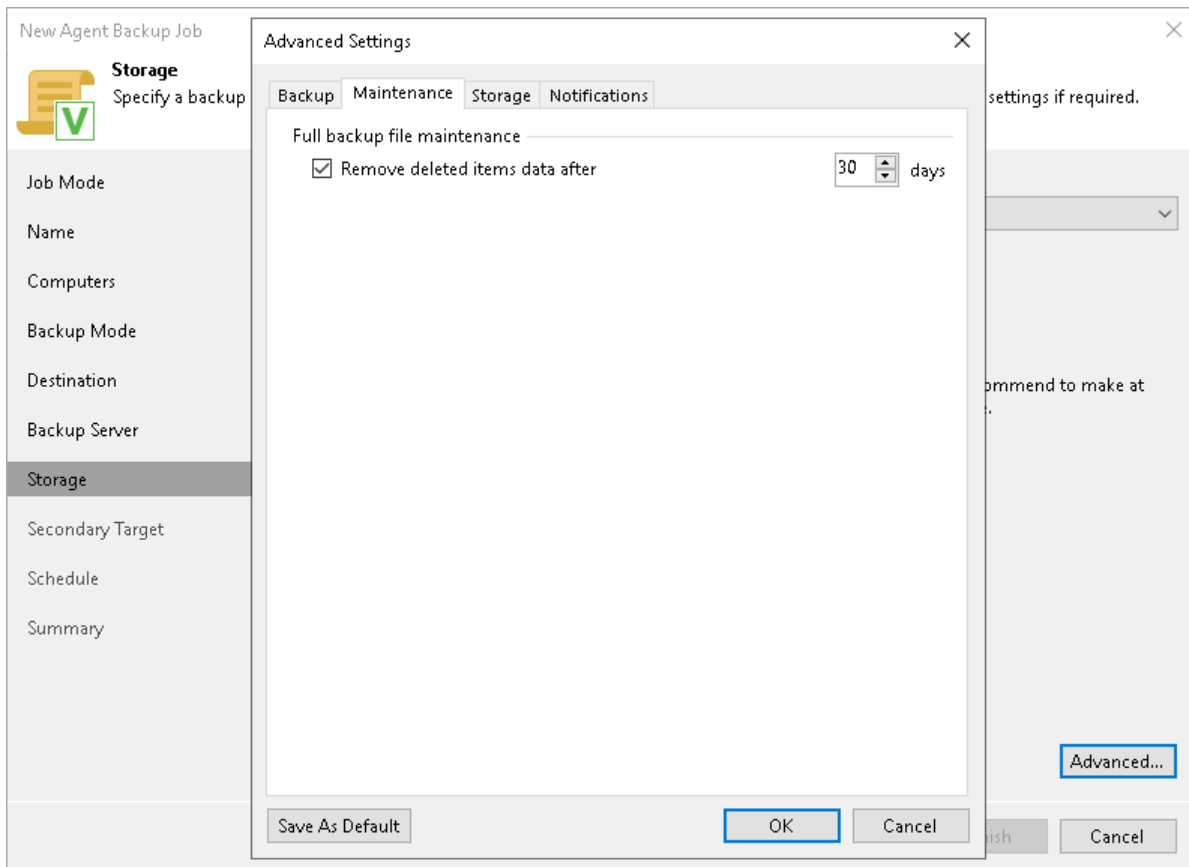 New Agent Backup Job
Storage
Specify a backup
settings if required.
Job Mode
Name
Computers
Backup Mode
Destination
Backup Server
Storage
Secondary Target
Schedule
Summary
Advanced Settings
Backup Maintenance Storage Notifications
Full backup file maintenance
Remove deleted items data after 30 days
Save As Default OK Cancel
to make at
Advanced...
Cancel